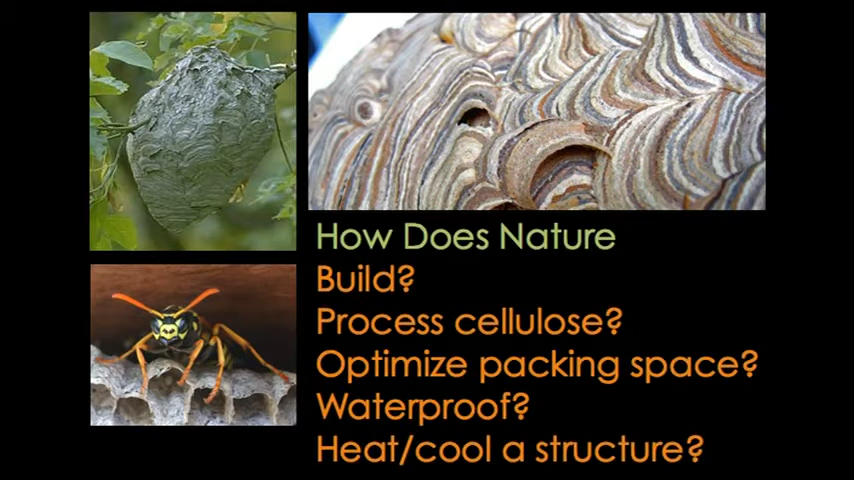 How Does Nature
Build?
Process cellulose?
Optimize packing space?
Waterproof?
Heat/cool a structure?